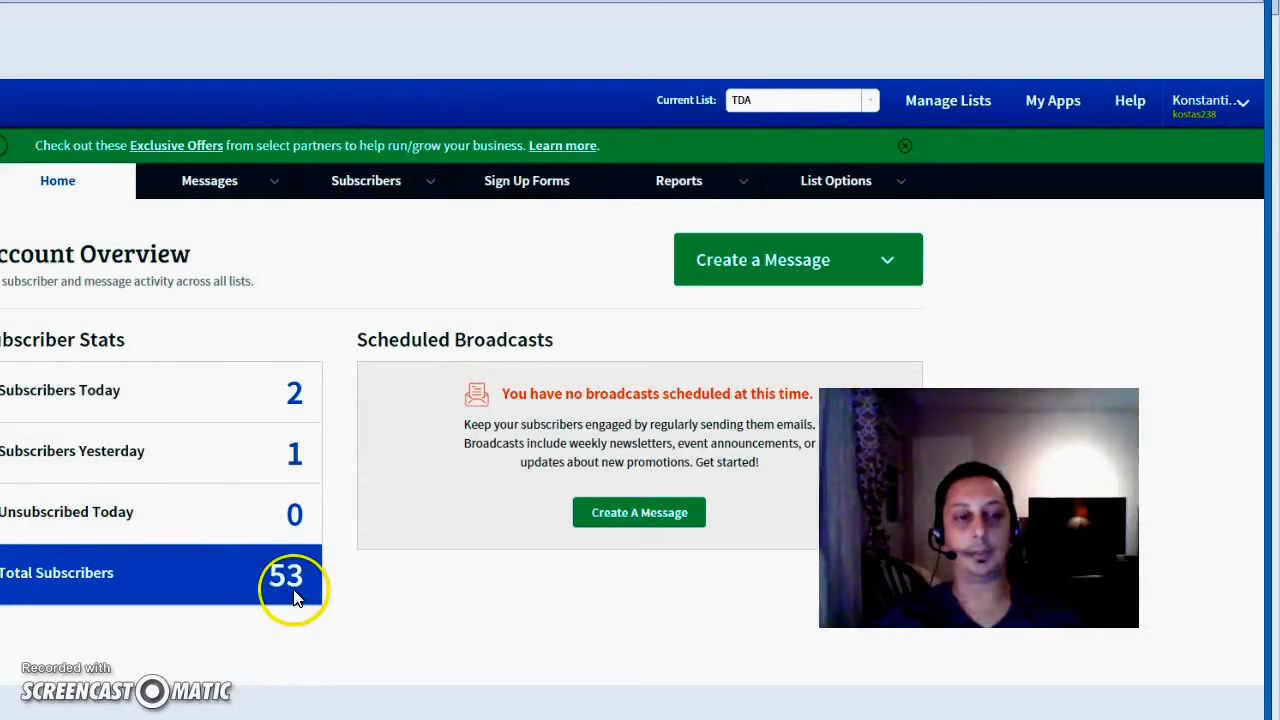 Current List:
TDA
Manage Lists
My Apps
Help
Konstanti...
kostas238
Check out these Exclusive Offers from select partners to help run/grow your business. Learn more.
Home
Messages
Subscribers
Sign Up Forms
Reports
List Options
ccount Overview
subscriber and message activity across all lists.
Create a Message
ubscriber Stats
Subscribers Today
2
Subscribers Yesterday
1
Unsubscribed Today
0
Total Subscribers
53
Scheduled Broadcasts
You have no broadcasts scheduled at this time.
Keep your subscribers engaged by regularly sending them emails.
Broadcasts include weekly newsletters, event announcements, or
updates about new promotions. Get started!
Create A Message
Recorded with
SCREENCAST-O-MATIC